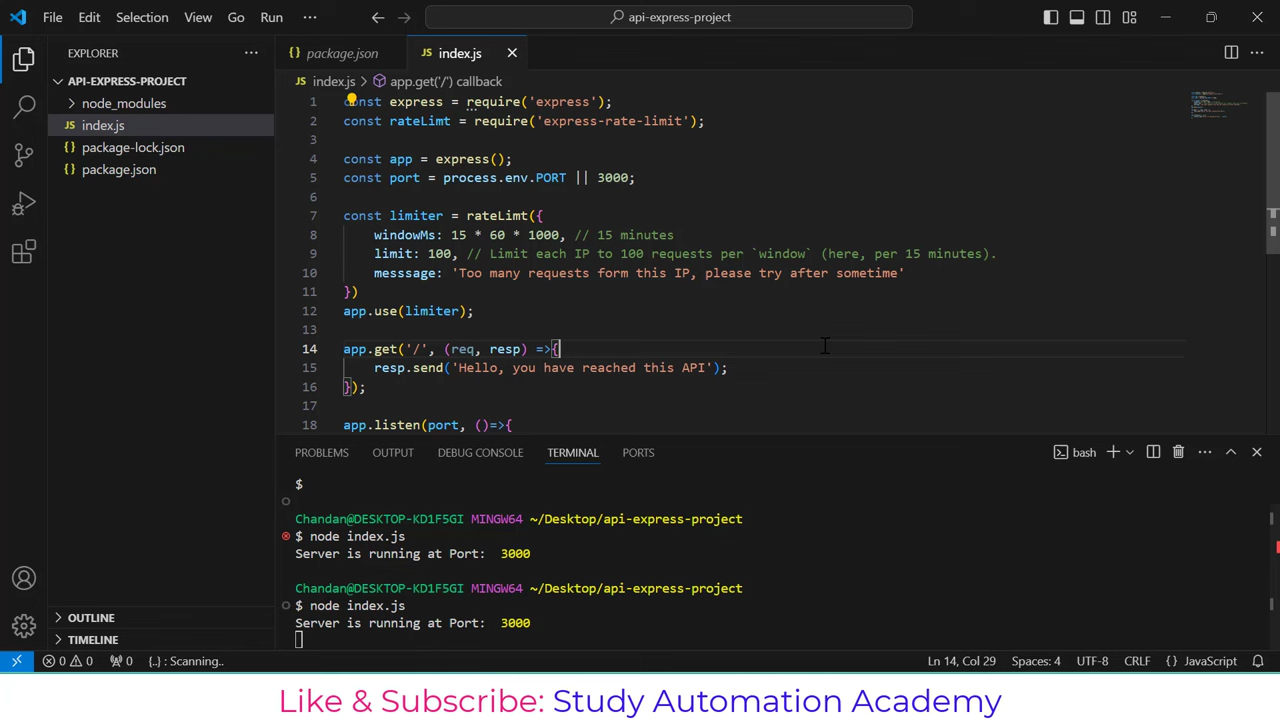 File Edit Selection View Go Run ··· api-express-project
EXPLORER ···
API-EXPRESS-PROJECT
node_modules
JS index.js
{} package-lock.json
{} package.json
OUTLINE
TIMELINE
{} package.json JS index.js
JS index.js > app.get('/') callback
1 const express = require('express');
2 const rateLimt = require('express-rate-limit');
3
4 const app = express();
5 const port = process.env.PORT || 3000;
6
7 const limiter = rateLimt({
8 windowMs: 15 * 60 * 1000, // 15 minutes
9 limit: 100, // Limit each IP to 100 requests per `window` (here, per 15 minutes).
10 messsage: 'Too many requests form this IP, please try after sometime'
11 })
12 app.use(limiter);
13
14 app.get('/', (req, resp) =>{
15 resp.send('Hello, you have reached this API');
16 });
17
18 app.listen(port, ()=>{
PROBLEMS OUTPUT DEBUG CONSOLE TERMINAL PORTS bash
$
Chandan@DESKTOP-KD1F5GI MINGW64 ~/Desktop/api-express-project
$ node index.js
Server is running at Port: 3000
Chandan@DESKTOP-KD1F5GI MINGW64 ~/Desktop/api-express-project
$ node index.js
Server is running at Port: 3000
0 0 0 {..} : Scanning.. Ln 14, Col 29 Spaces: 4 UTF-8 CRLF {} JavaScript
Like & Subscribe: Study Automation Academy